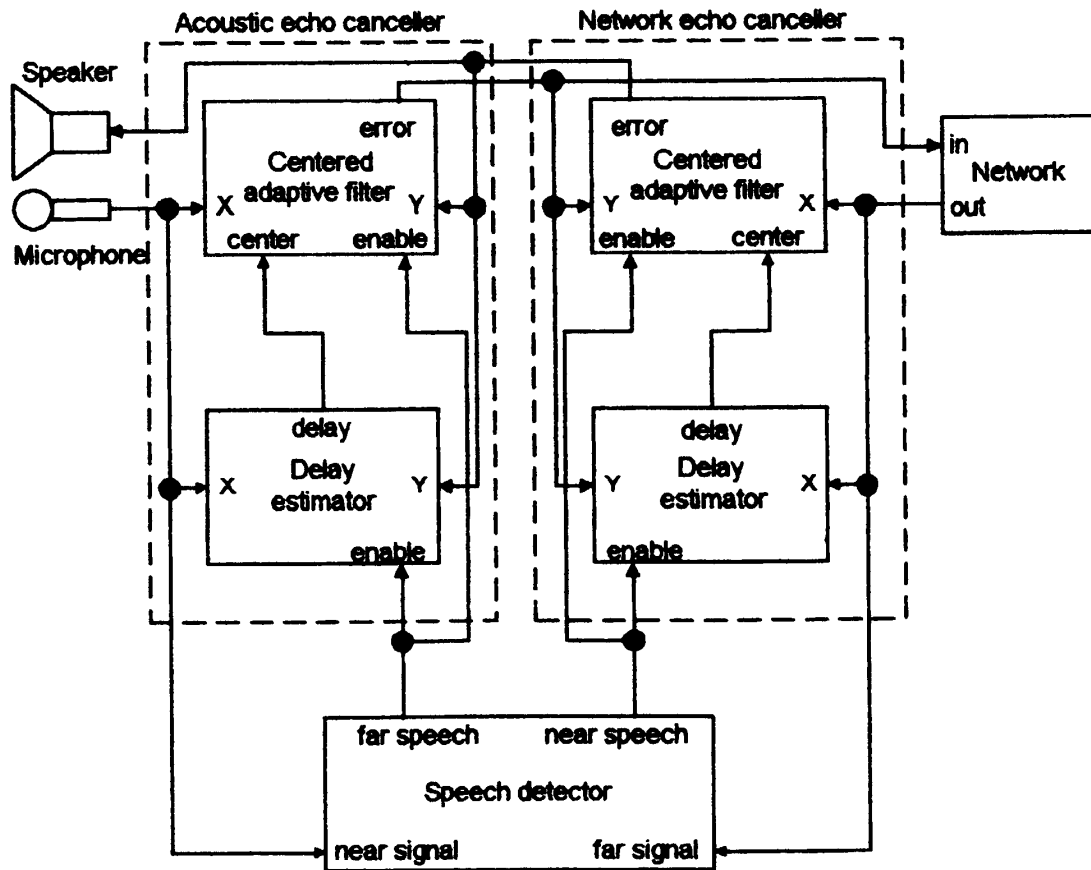 Acoustic echo canceller
Network echo canceller
Speaker
error
Centered
adaptive filter
X
Y
center
enable
error
Centered
adaptive filter
Y
X
enable
center
in
Network
out
Microphone
delay
Delay
estimator
X
Y
enable
delay
Delay
estimator
Y
X
enable
far speech
near speech
Speech detector
near signal
far signal